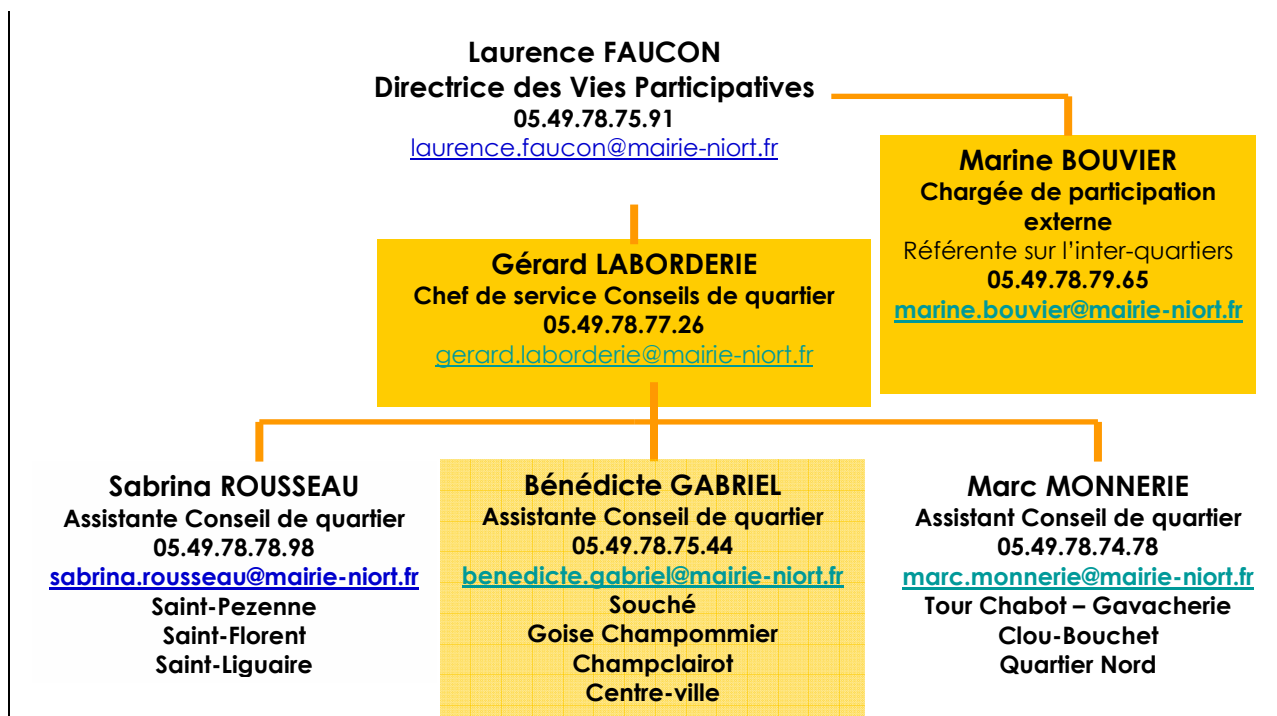 Laurence FAUCON
Directrice des Vies Participatives
05.49.78.75.91
laurence.faucon@mairie-niort.fr
Marine BOUVIER
Chargée de participation
externe
Référente sur l'inter-quartiers
05.49.78.79.65
marine.bouvier@mairie-niort.fr
Gérard LABORDERIE
Chef de service Conseils de quartier
05.49.78.77.26
gerard.laborderie@mairie-niort.fr
Sabrina ROUSSEAU
Assistante Conseil de quartier
05.49.78.78.98
sabrina.rousseau@mairie-niort.fr
Saint-Pezenne
Saint-Florent
Saint-Liguaire
Bénédicte GABRIEL
Assistante Conseil de quartier
05.49.78.75.44
benedicte.gabriel@mairie-niort.fr
Souché
Goise Champommier
Champclairot
Centre-ville
Marc MONNERIE
Assistant Conseil de quartier
05.49.78.74.78
marc.monnerie@mairie-niort.fr
Tour Chabot – Gavacherie
Clou-Bouchet
Quartier Nord